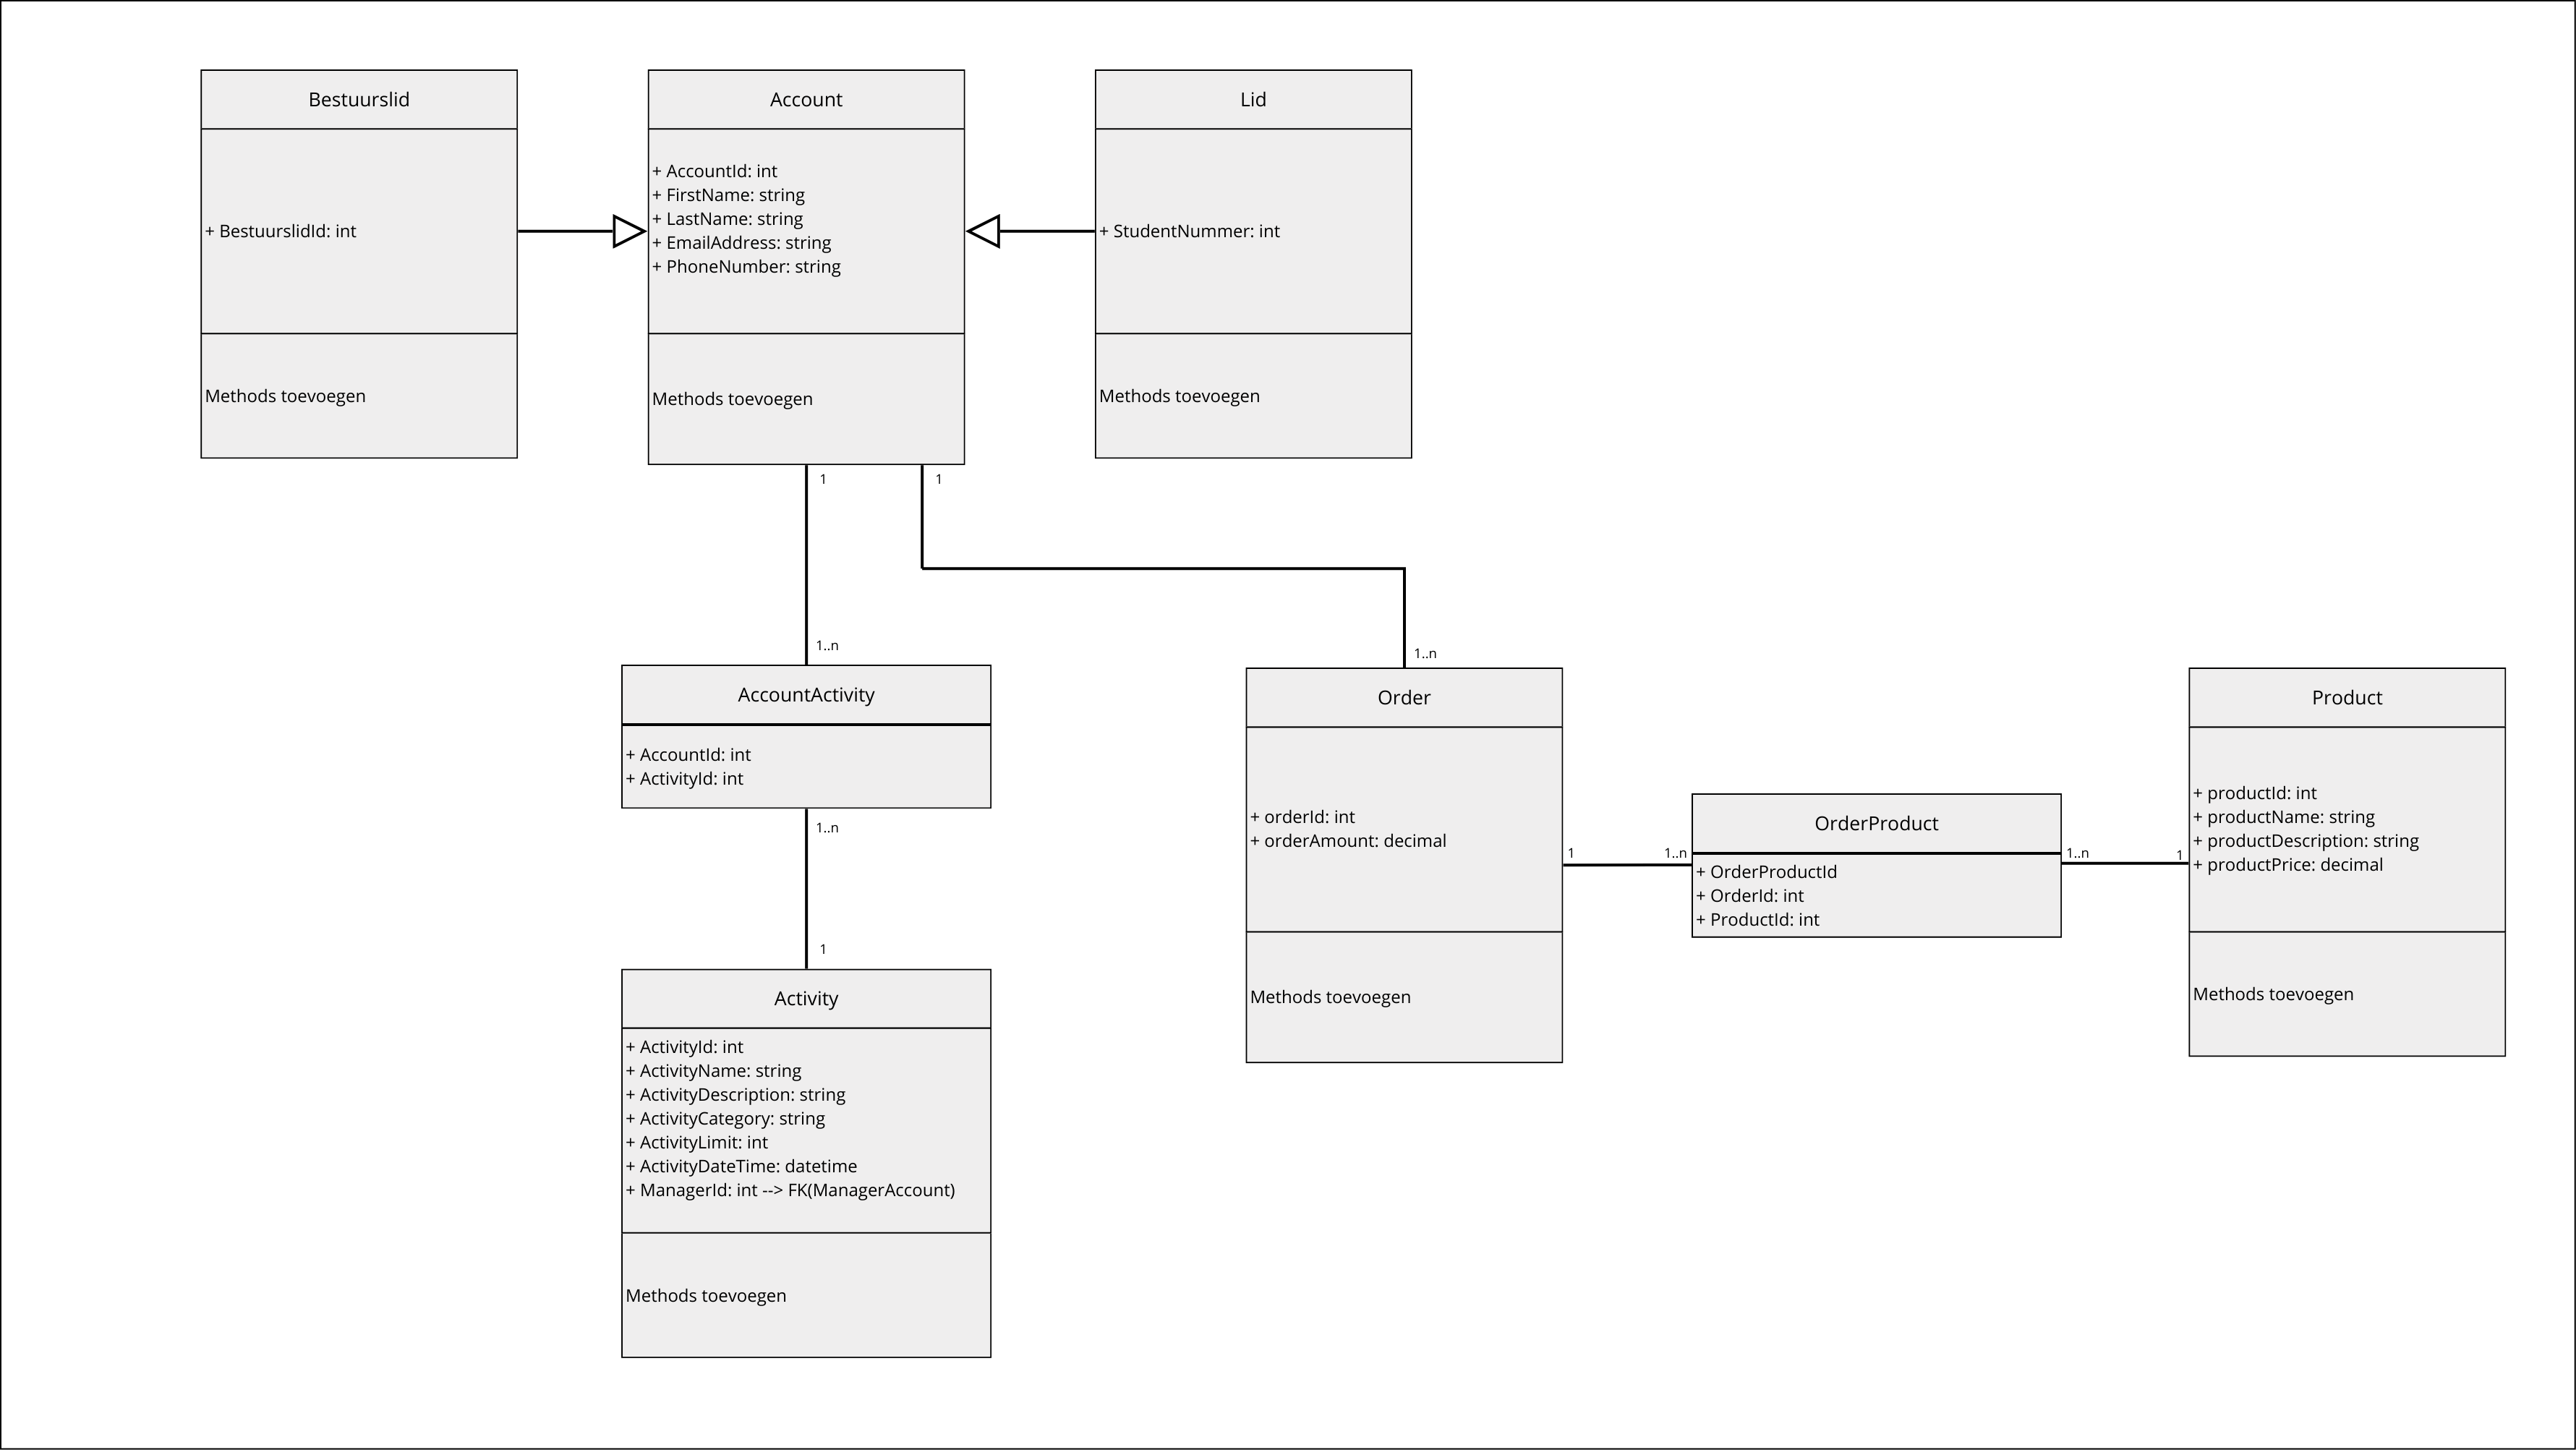 Bestuurslid
+ BestuurslidId: int
Methods toevoegen
Account
+ AccountId: int
+ FirstName: string
+ LastName: string
+ EmailAddress: string
+ PhoneNumber: string
Methods toevoegen
Lid
+ StudentNummer: int
Methods toevoegen
1
1
1..n
1..n
AccountActivity
+ AccountId: int
+ ActivityId: int
1..n
1
Activity
+ ActivityId: int
+ ActivityName: string
+ ActivityDescription: string
+ ActivityCategory: string
+ ActivityLimit: int
+ ActivityDateTime: datetime
+ ManagerId: int --> FK(ManagerAccount)
Methods toevoegen
Order
+ orderId: int
+ orderAmount: decimal
Methods toevoegen
1
1..n
OrderProduct
+ OrderProductId
+ OrderId: int
+ ProductId: int
1..n
1
Product
+ productId: int
+ productName: string
+ productDescription: string
+ productPrice: decimal
Methods toevoegen